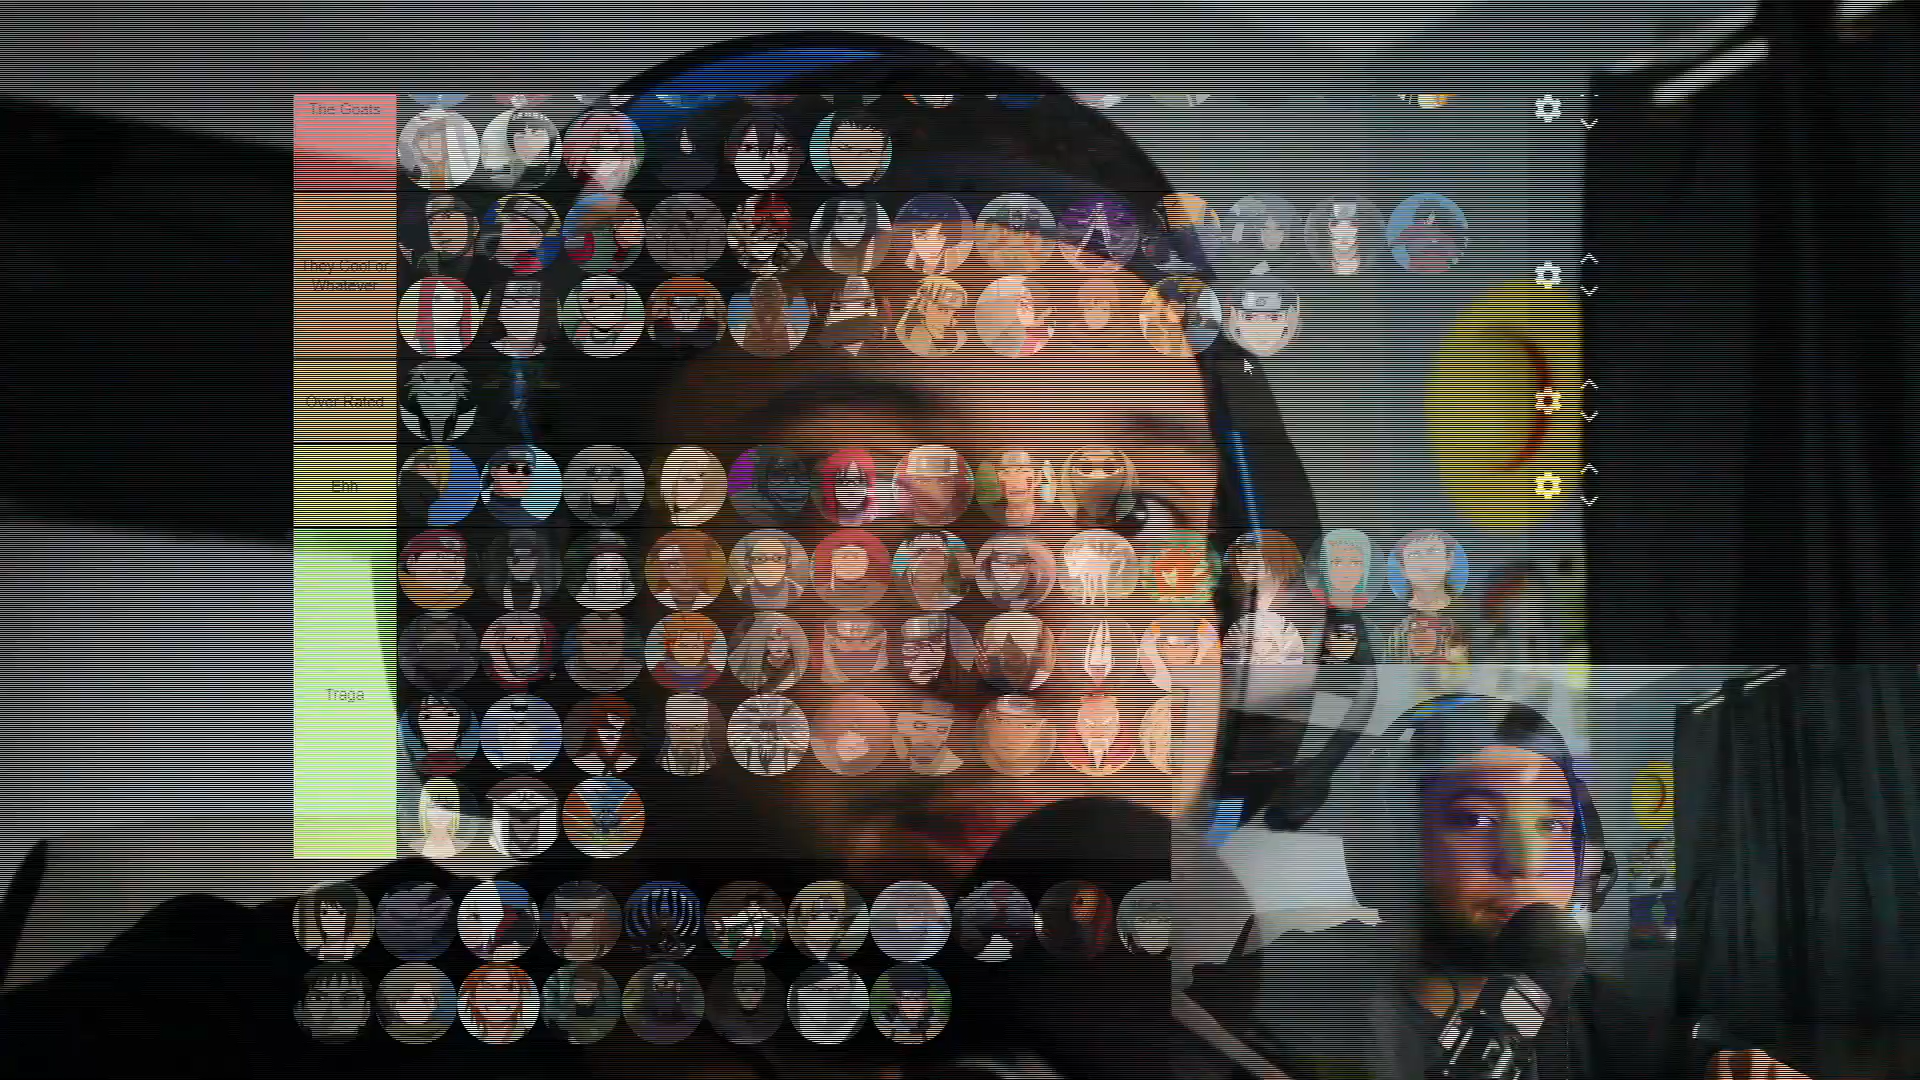 The Goats
They Cool or
Whatever
Over Rated
Ehh
Traga